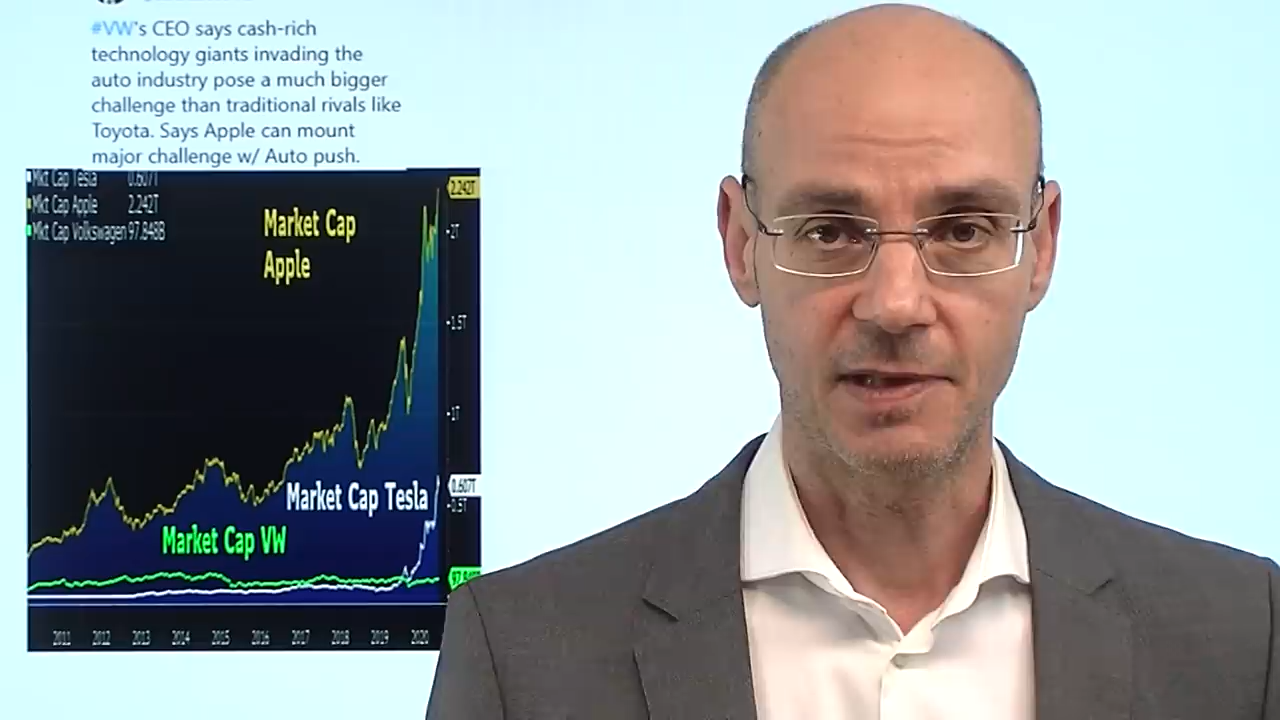 #VW's CEO says cash-rich
technology giants invading the
auto industry pose a much bigger
challenge than traditional rivals like
Toyota. Says Apple can mount
major challenge w/ Auto push.
Mkt Cap Tesla 0.607T
Mkt Cap Apple 2.242T
Mkt Cap Volkswagen 97.848B
Market Cap
Apple
2.242T
2T
1.5T
1T
Market Cap Tesla
0.607T
0.5T
Market Cap VW
2011 2012 2013 2014 2015 2016 2017 2018 2019 2020